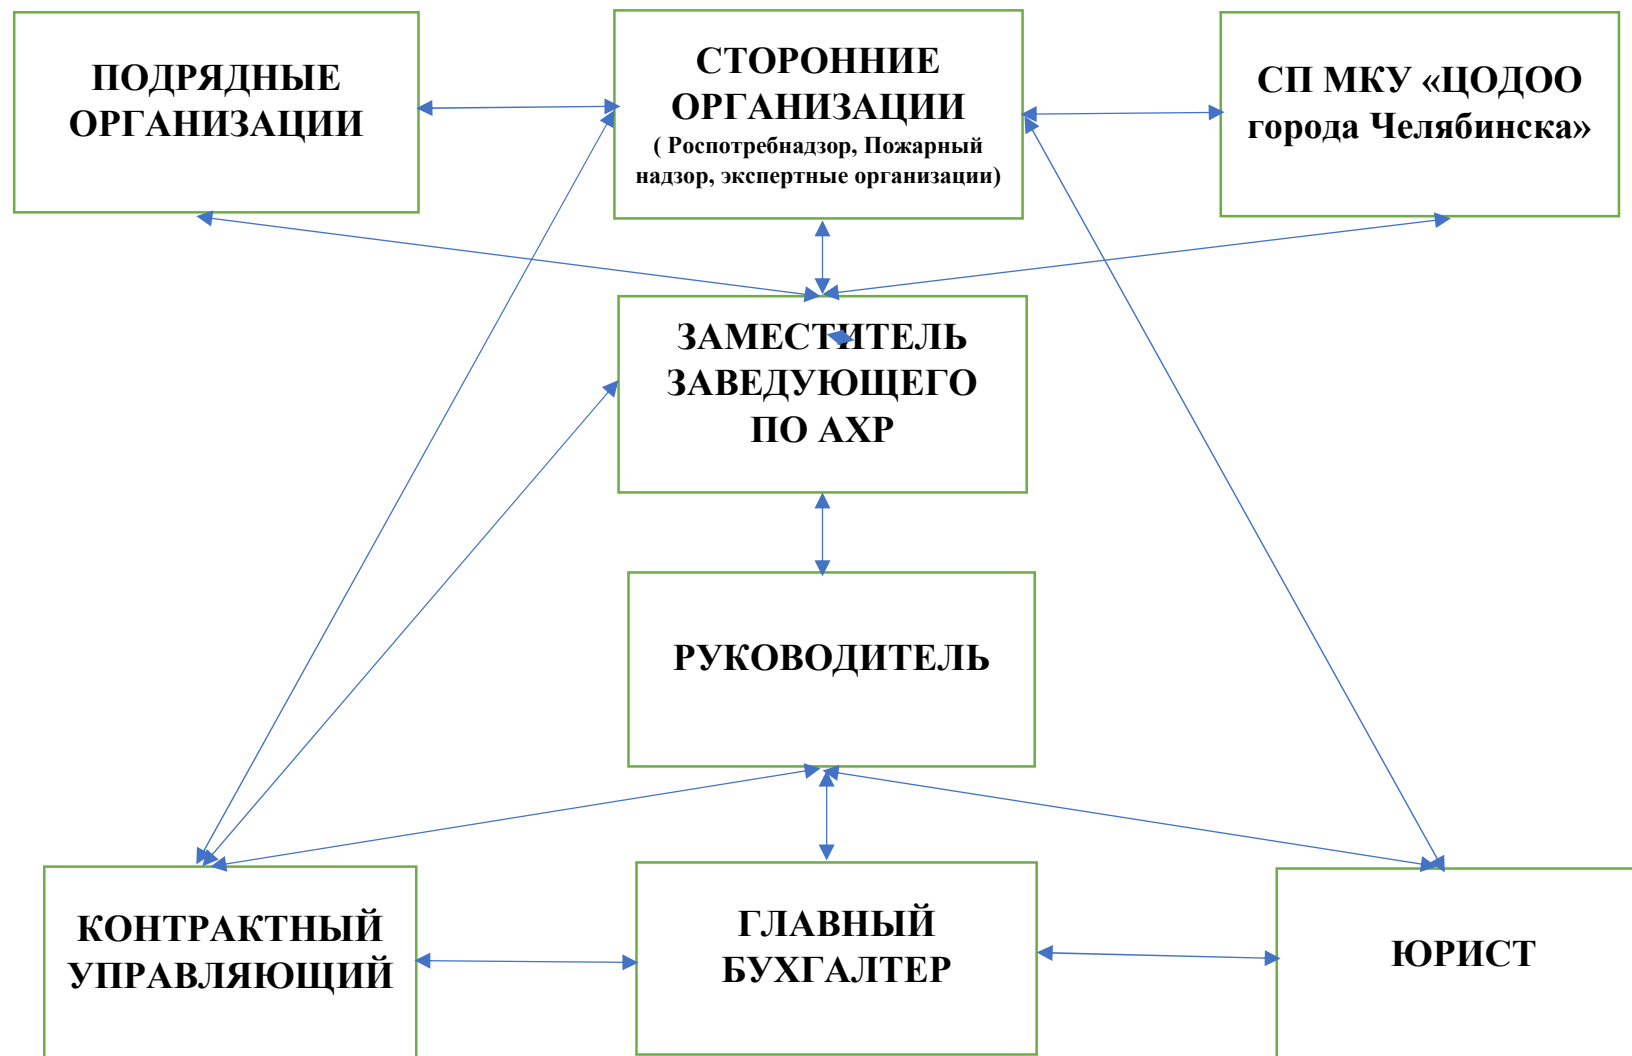 ПОДРЯДНЫЕ
ОРГАНИЗАЦИИ
СТОРОННИЕ
ОРГАНИЗАЦИИ
( Роспотребнадзор, Пожарный
надзор, экспертные организации)
СП МКУ «ЦОДОО
города Челябинска»
ЗАМЕСТИТЕЛЬ
ЗАВЕДУЮЩЕГО
ПО АХР
РУКОВОДИТЕЛЬ
КОНТРАКТНЫЙ
УПРАВЛЯЮЩИЙ
ГЛАВНЫЙ
БУХГАЛТЕР
ЮРИСТ